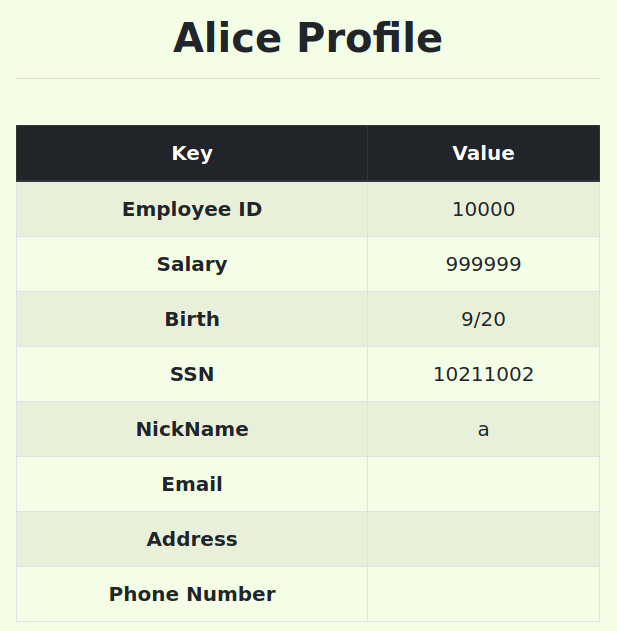 Alice Profile
Key Value
Employee ID 10000
Salary 999999
Birth 9/20
SSN 10211002
NickName a
Email
Address
Phone Number